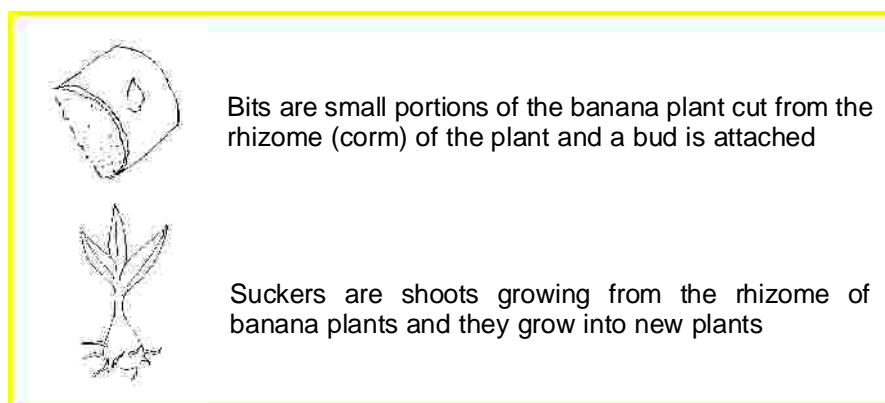 Bits are small portions of the banana plant cut from the
rhizome (corm) of the plant and a bud is attached
Suckers are shoots growing from the rhizome of
banana plants and they grow into new plants